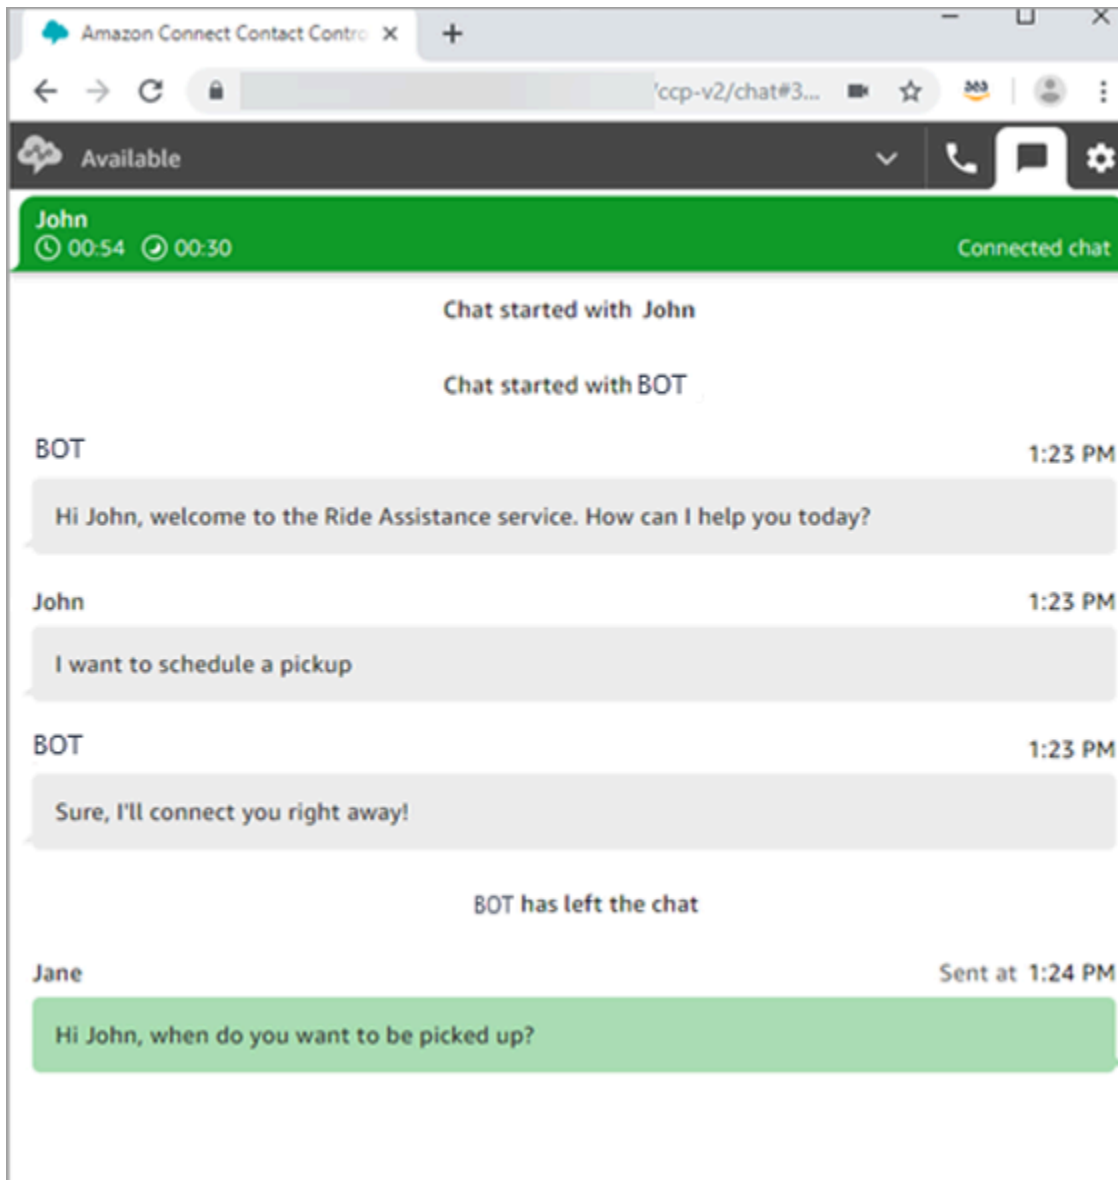 Amazon Connect Contact Contro
/ccp-v2/chat#3...
Available
John
00:54 00:30 Connected chat
Chat started with John
Chat started with BOT
BOT 1:23 PM
Hi John, welcome to the Ride Assistance service. How can I help you today?
John 1:23 PM
I want to schedule a pickup
BOT 1:23 PM
Sure, I'll connect you right away!
BOT has left the chat
Jane Sent at 1:24 PM
Hi John, when do you want to be picked up?